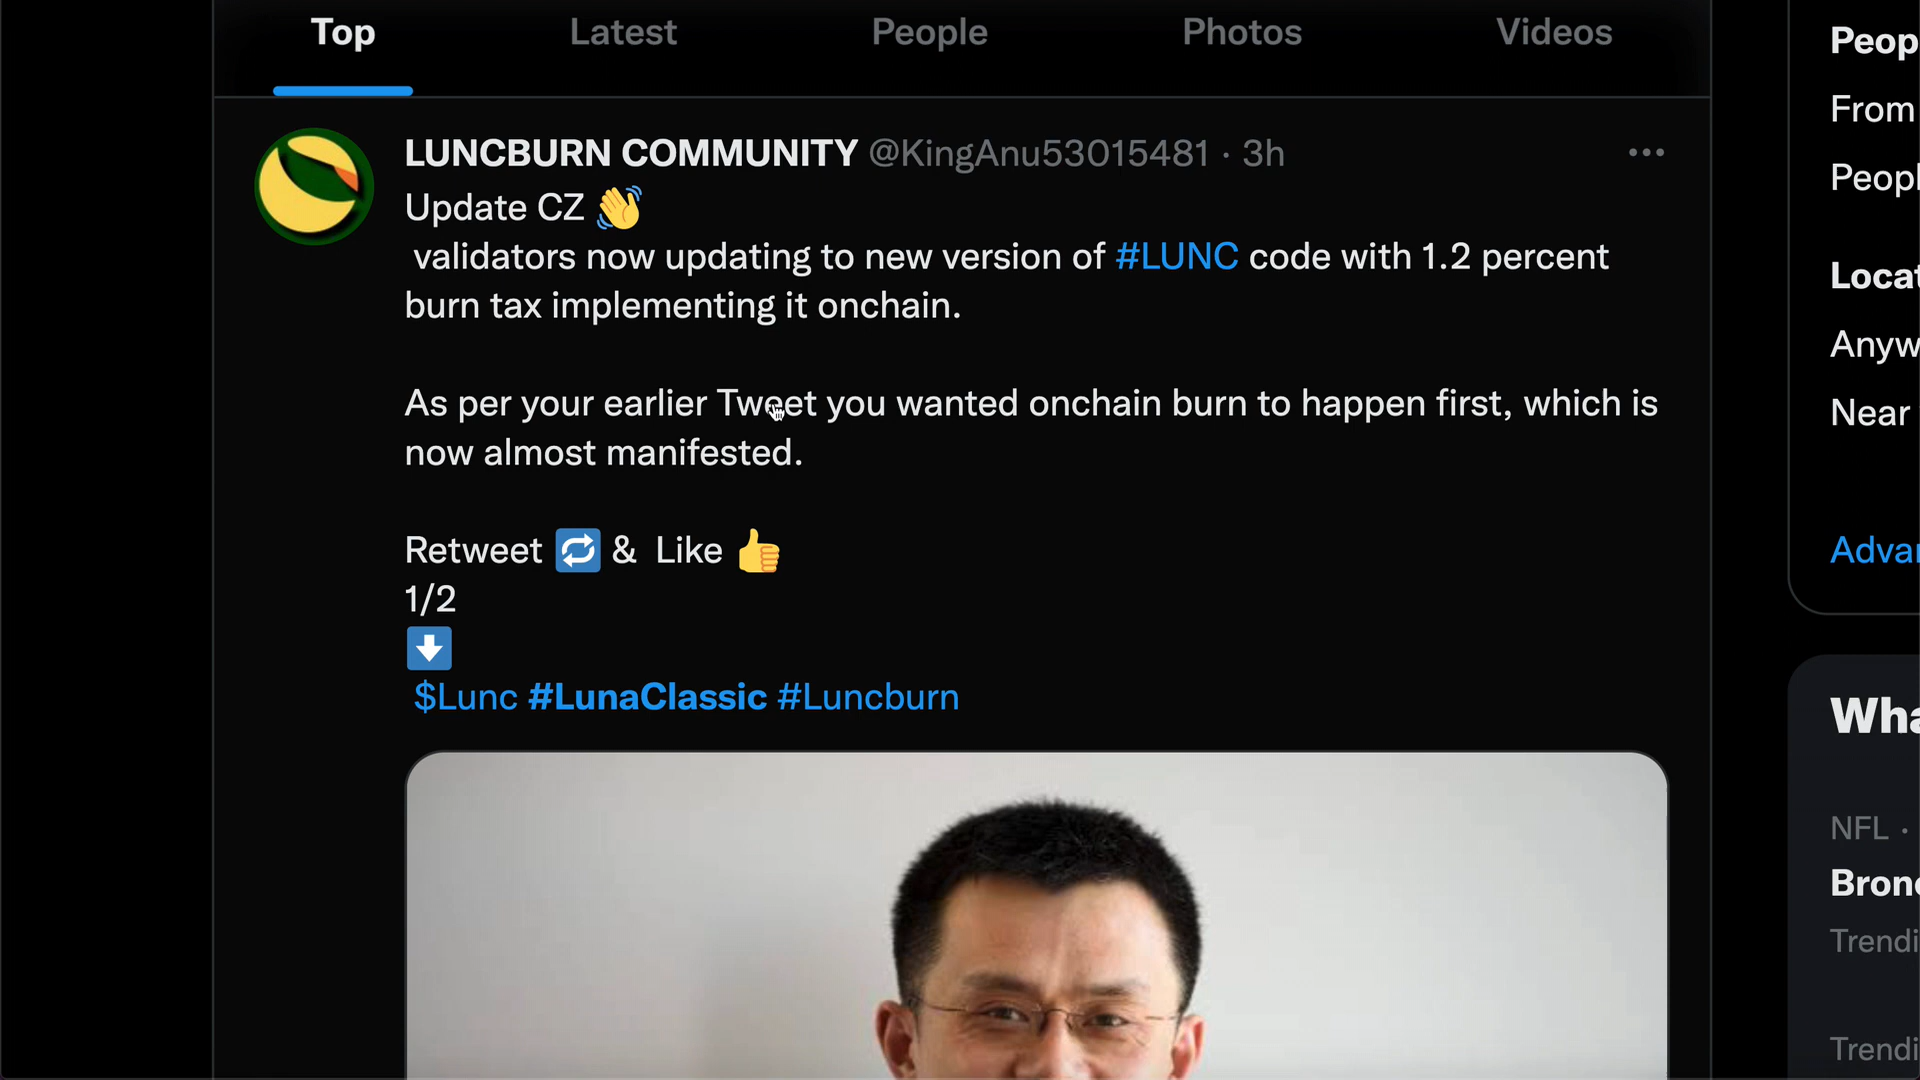 Top Latest People Photos Videos
LUNCBURN COMMUNITY @KingAnu53015481 · 3h
Update CZ 👋
validators now updating to new version of #LUNC code with 1.2 percent
burn tax implementing it onchain.
As per your earlier Tweet you wanted onchain burn to happen first, which is
now almost manifested.
Retweet 🔁 & Like 👍
1/2
⬇️
$Lunc #LunaClassic #Luncburn
From
Near
NFL ·